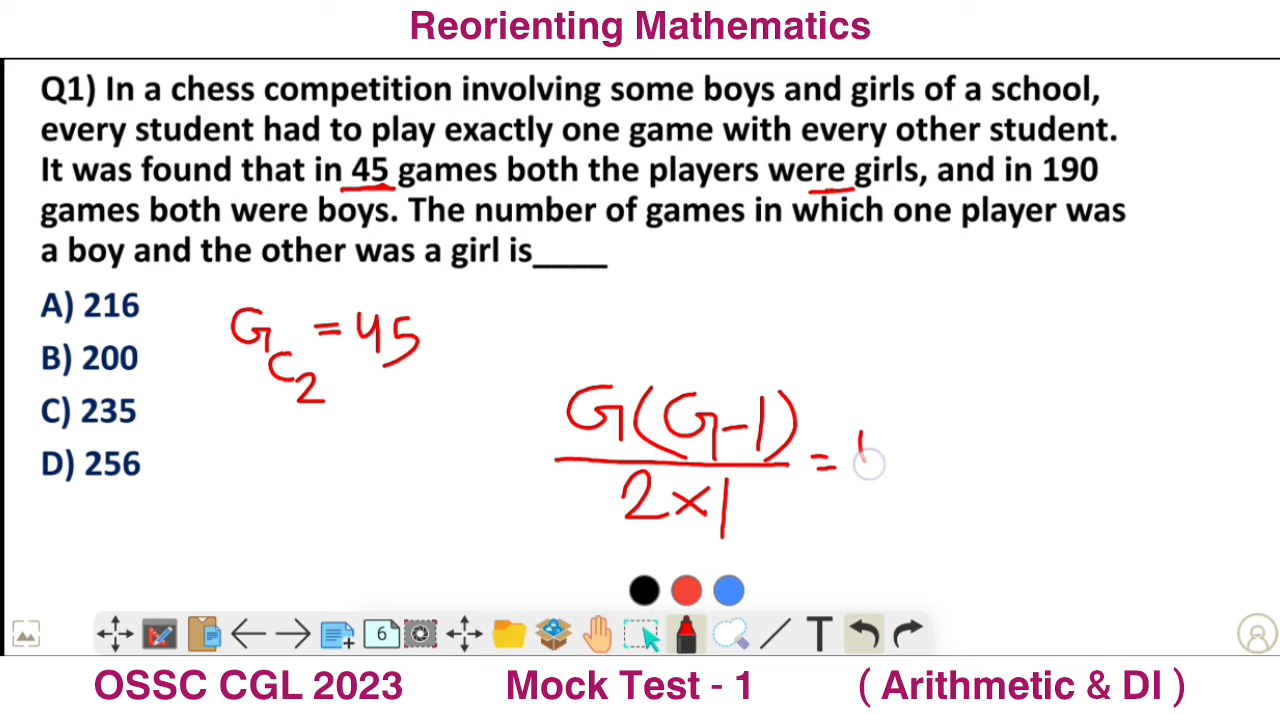 Reorienting Mathematics
Q1) In a chess competition involving some boys and girls of a school,
every student had to play exactly one game with every other student.
It was found that in 45 games both the players were girls, and in 190
games both were boys. The number of games in which one player was
a boy and the other was a girl is____
A) 216
B) 200
C) 235
D) 256
G
C
2
= 45
G(G-1)
2×1
=
6
T
OSSC CGL 2023 Mock Test - 1 ( Arithmetic & DI )